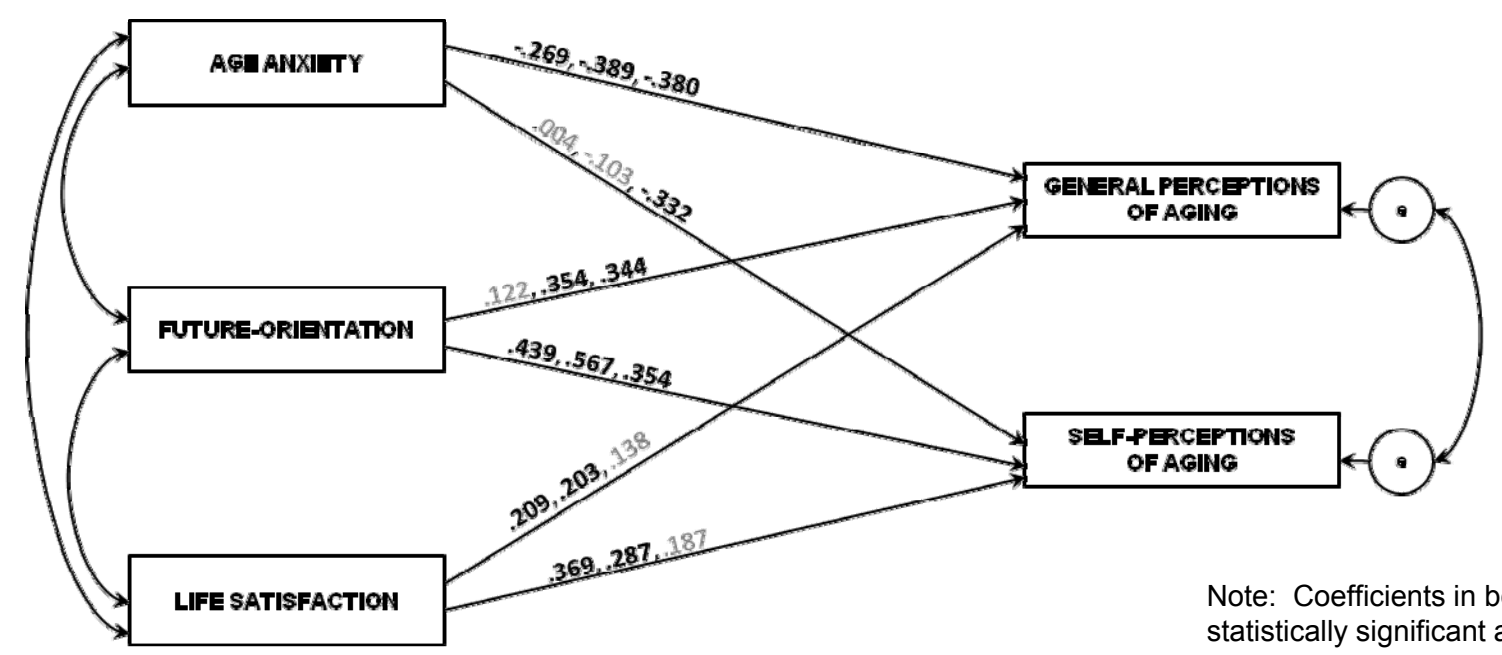 AGE ANXIETY
-.269, -.389, -.380
.004, -.103, -.332
GENERAL PERCEPTIONS
OF AGING
e
.122, .354, .344
FUTURE-ORIENTATION
.439, .567, .354
SELF-PERCEPTIONS
OF AGING
e
.209, .203, .138
.369, .287, .187
LIFE SATISFACTION
Note: Coefficients in
statistically significant